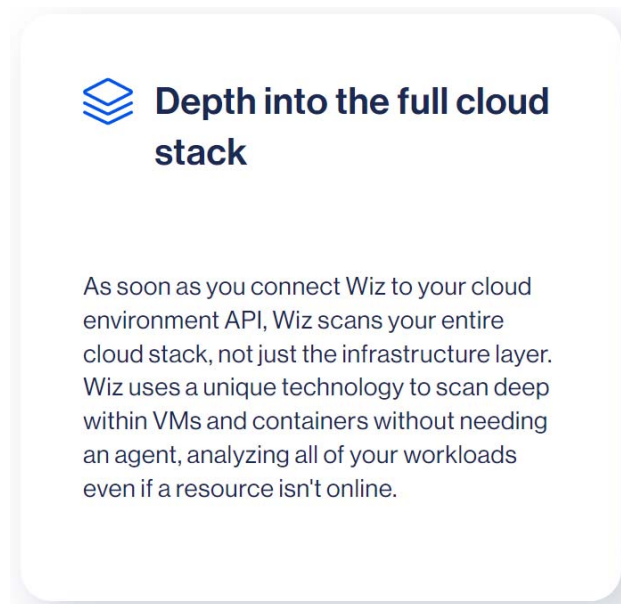 Depth into the full cloud
stack
As soon as you connect Wiz to your cloud
environment API, Wiz scans your entire
cloud stack, not just the infrastructure layer.
Wiz uses a unique technology to scan deep
within VMs and containers without needing
an agent, analyzing all of your workloads
even if a resource isn't online.